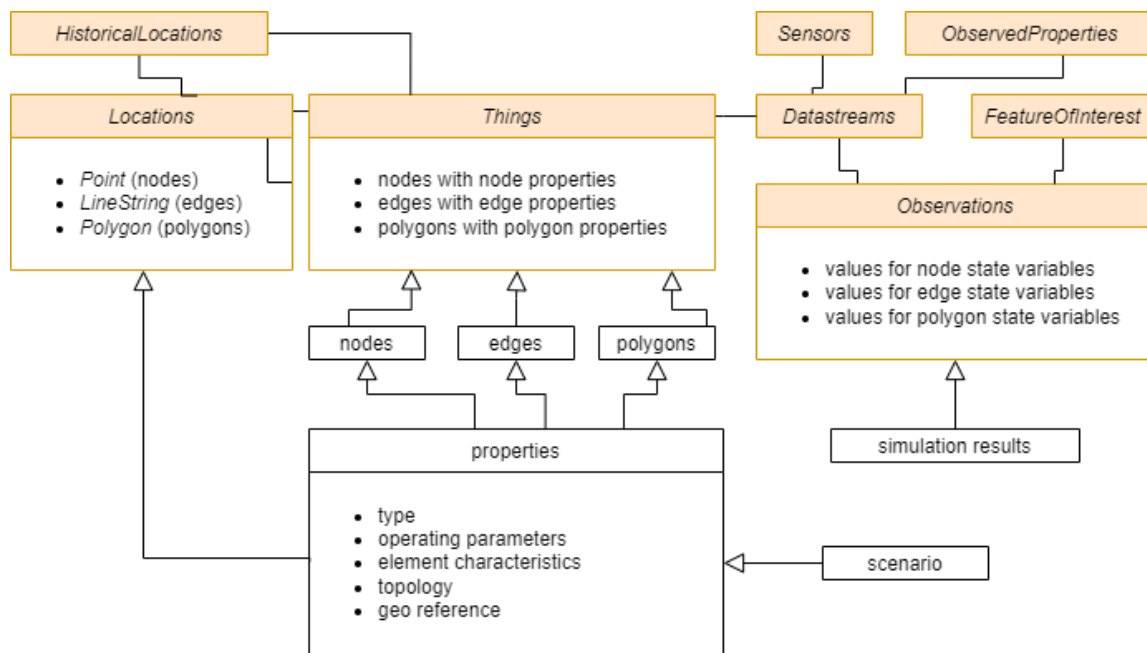 HistoricalLocations
Sensors
ObservedProperties
Locations
Things
Datastreams
FeatureOfInterest
• Point (nodes)
• LineString (edges)
• Polygon (polygons)
• nodes with node properties
• edges with edge properties
• polygons with polygon properties
Observations
• values for node state variables
• values for edge state variables
• values for polygon state variables
nodes
edges
polygons
properties
simulation results
• type
• operating parameters
• element characteristics
• topology
• geo reference
scenario